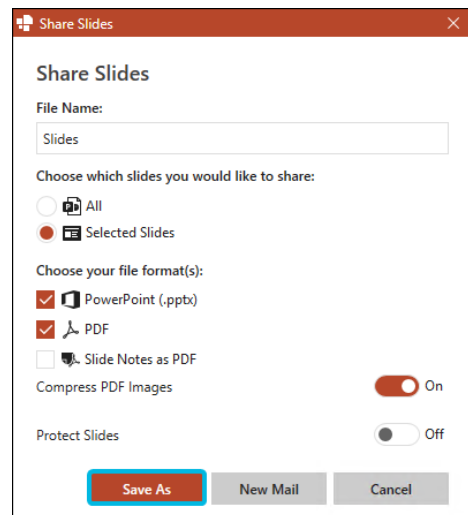 Share Slides
Share Slides
File Name:
Slides
Choose which slides you would like to share:
All
Selected Slides
Choose your file format(s):
PowerPoint (.pptx)
PDF
Slide Notes as PDF
Compress PDF Images On
Protect Slides Off
Save As New Mail Cancel